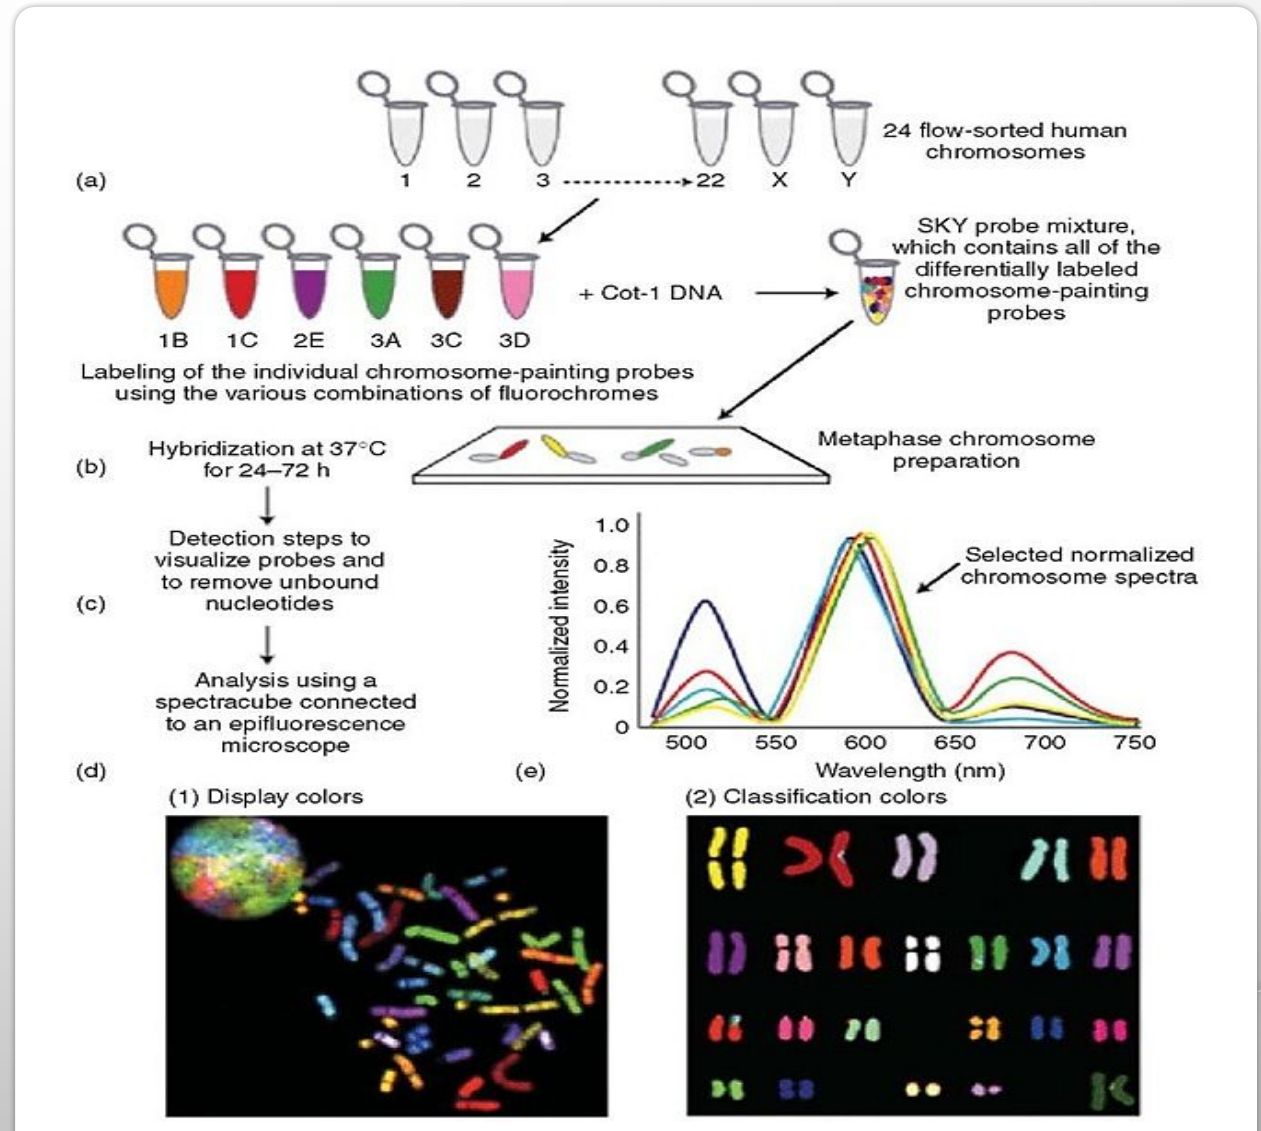 24 flow-sorted human
chromosomes
(a)
1 2 3 22 X Y
SKY probe mixture,
which contains all of the
differentially labeled
chromosome-painting
probes
+ Cot-1 DNA
1B 1C 2E 3A 3C 3D
Labeling of the individual chromosome-painting probes
using the various combinations of fluorochromes
(b)
Hybridization at 37°C
for 24–72 h
Metaphase chromosome
preparation
Detection steps to
visualize probes and
to remove unbound
nucleotides
(c)
Analysis using a
spectracube connected
to an epifluorescence
microscope
Normalized intensity
1.0
0.8
0.6
0.4
0.2
0
500 550 600 650 700 750
Wavelength (nm)
Selected normalized
chromosome spectra
(d)
(e)
(1) Display colors
(2) Classification colors